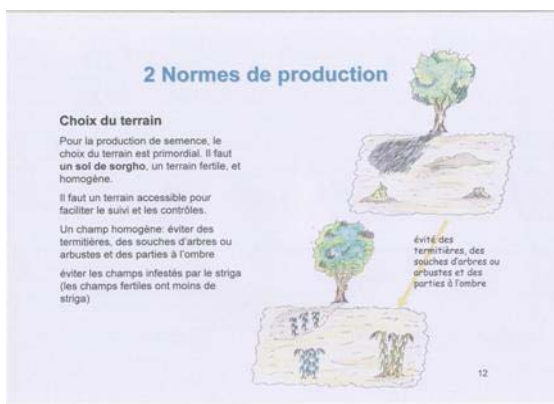 2 Normes de production
Choix du terrain
Pour la production de semence, le
choix du terrain est primordial. Il faut
un sol de sorgho, un terrain fertile, et
homogène.
Il faut un terrain accessible pour
faciliter le suivi et les contrôles.
Un champ homogène: éviter des
termitières, des souches d'arbres ou
arbustes et des parties à l'ombre
éviter les champs infestés par le striga
(les champs fertiles ont moins de
striga)
évité des
termitières, des
souches d'arbres ou
arbustes et des
parties à l'ombre
12